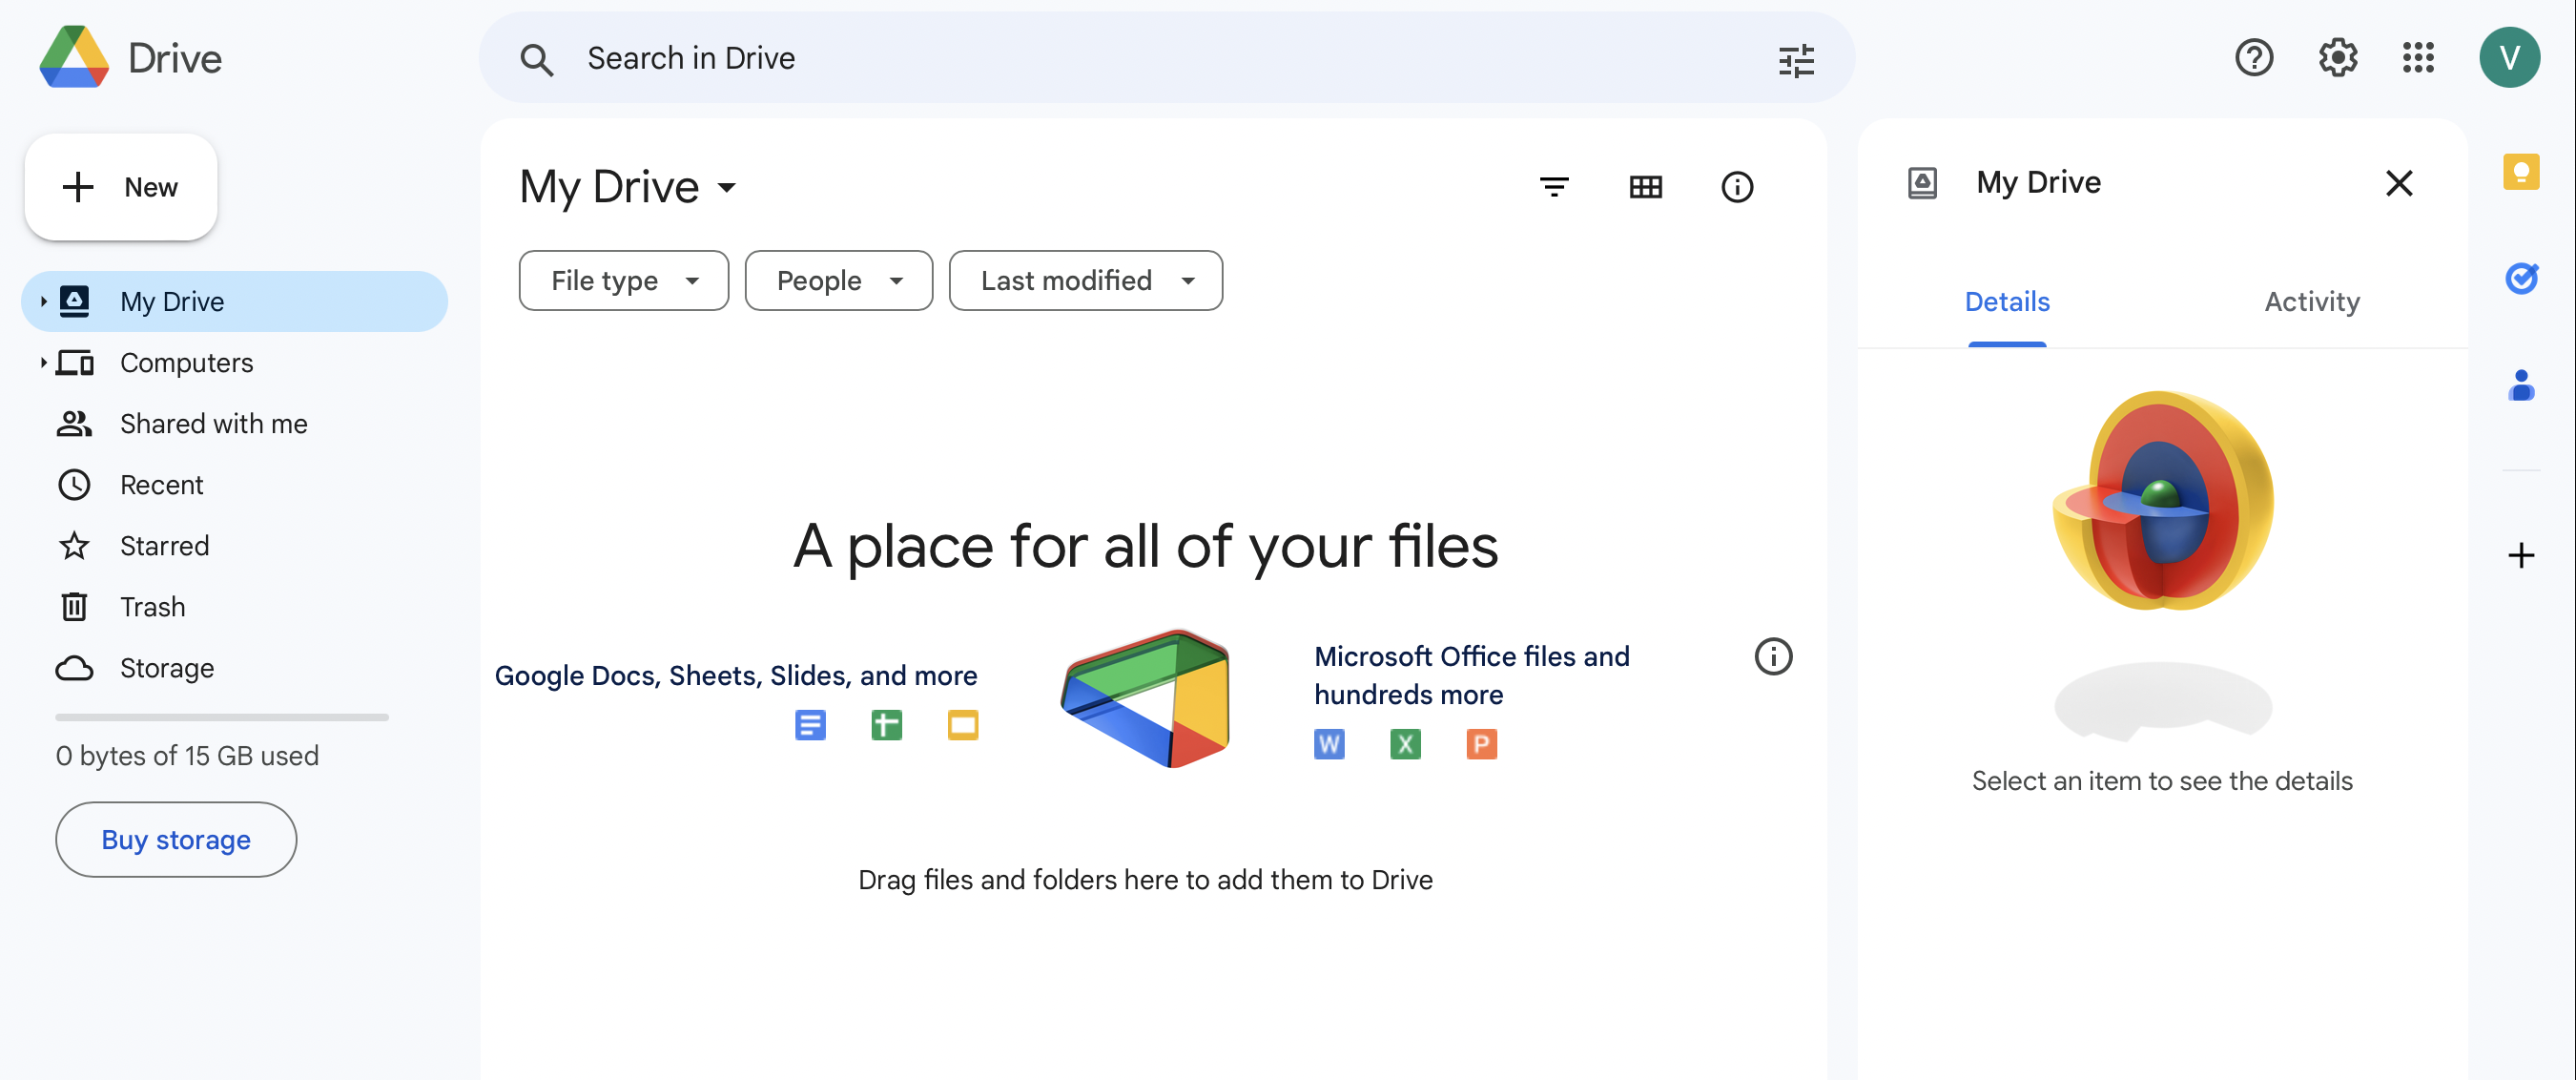 Drive
Search in Drive
V
New
My Drive
Computers
Shared with me
Recent
Starred
Trash
Storage
0 bytes of 15 GB used
Buy storage
My Drive
File type
People
Last modified
A place for all of your files
Google Docs, Sheets, Slides, and more
Microsoft Office files and
hundreds more
W X P
Drag files and folders here to add them to Drive
My Drive
Details
Activity
Select an item to see the details